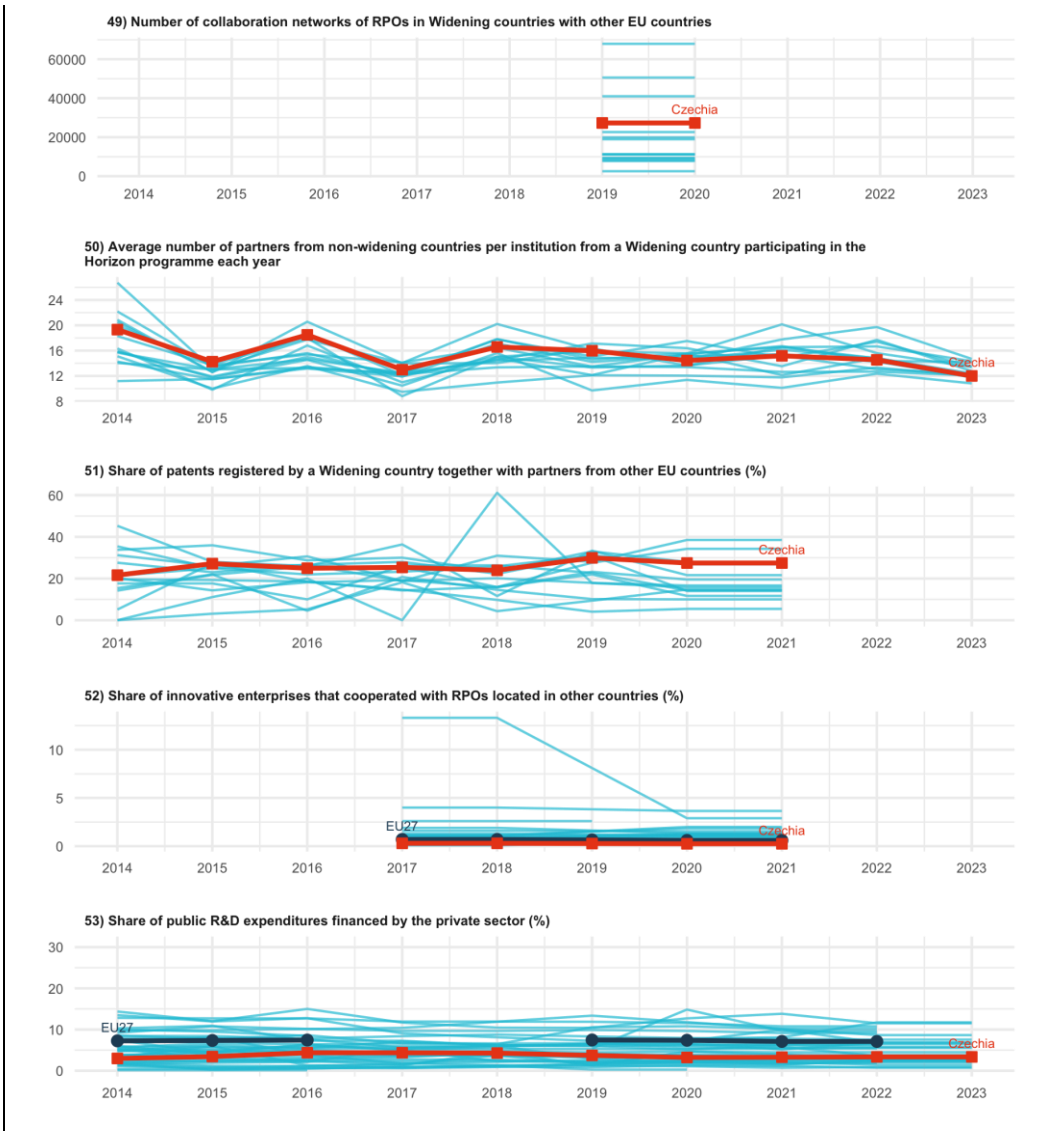 49) Number of collaboration networks of RPOs in Widening countries with other EU countries
60000
40000
Czechia
20000
0
2014 2015 2016 2017 2018 2019 2020 2021 2022 2023
50) Average number of partners from non-widening countries per institution from a Widening country participating in the
Horizon programme each year
24
20
16
Czechia
12
8
2014 2015 2016 2017 2018 2019 2020 2021 2022 2023
51) Share of patents registered by a Widening country together with partners from other EU countries (%)
60
40
Czechia
20
0
2014 2015 2016 2017 2018 2019 2020 2021 2022 2023
52) Share of innovative enterprises that cooperated with RPOs located in other countries (%)
10
5
EU27
Czechia
0
2014 2015 2016 2017 2018 2019 2020 2021 2022 2023
53) Share of public R&D expenditures financed by the private sector (%)
30
20
EU27
10
Czechia
0
2014 2015 2016 2017 2018 2019 2020 2021 2022 2023